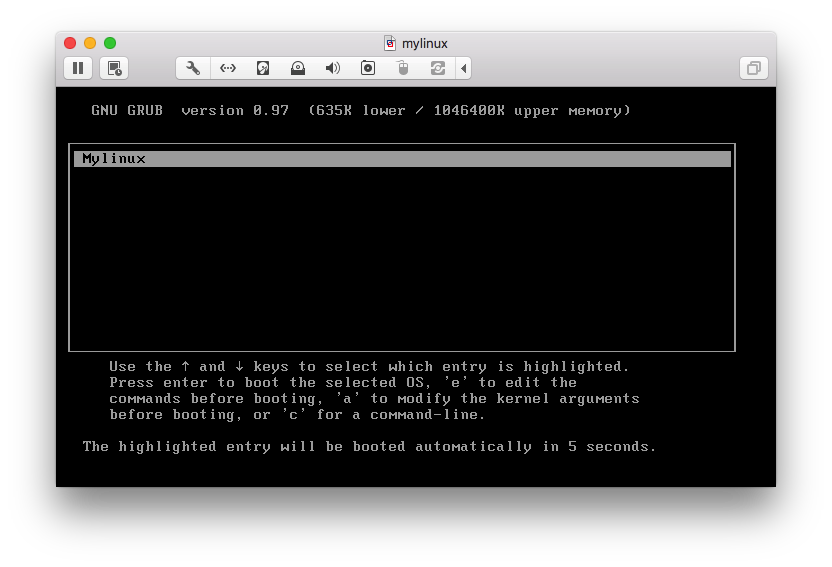 mylinux
GNU GRUB version 0.97 (635K lower / 1046400K upper memory)
Mylinux
Use the ↑ and ↓ keys to select which entry is highlighted.
Press enter to boot the selected OS, 'e' to edit the
commands before booting, 'a' to modify the kernel arguments
before booting, or 'c' for a command-line.
The highlighted entry will be booted automatically in 5 seconds.